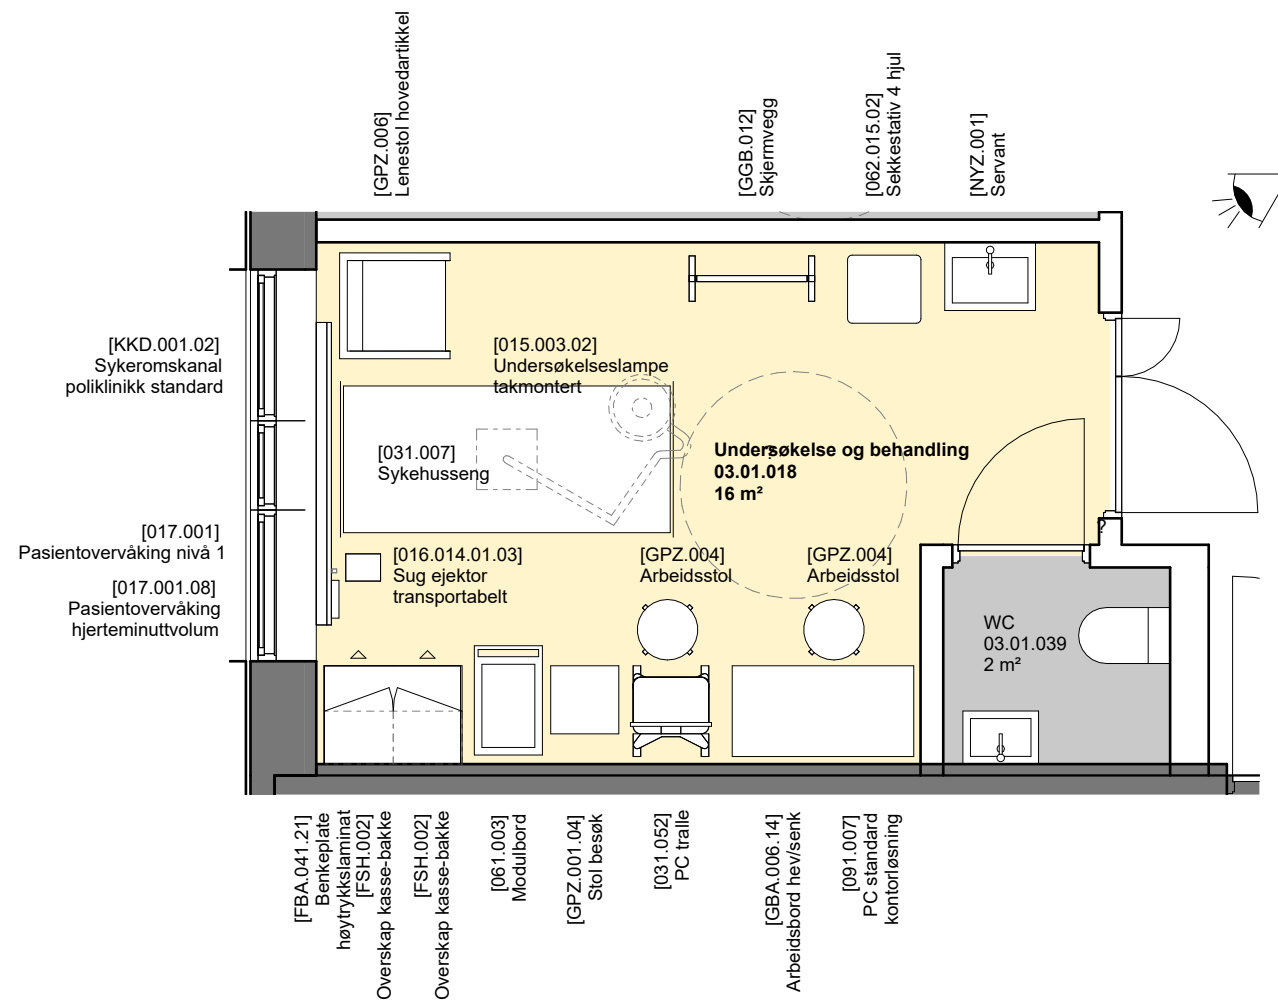 [GPZ.006]
Lenestol hovedartikkel
[GGB.012]
Skjermvegg
[062.015.02]
Sekkestativ 4 hjul
[NYZ.001]
Servant
[KKD.001.02]
Sykeromskanal
poliklinikk standard
[015.003.02]
Undersøkelseslampe
takmontert
[031.007]
Sykehusseng
Undersøkelse og behandling
03.01.018
16 m²
?
?
[017.001]
Pasientovervåking nivå 1
[017.001.08]
Pasientovervåking
hjerteminuttvolum
[016.014.01.03]
Sug ejektor
transportabelt
[GPZ.004]
Arbeidsstol
[GPZ.004]
Arbeidsstol
WC
03.01.039
2 m²
[FBA.041.21]
Benkeplate
høytrykkslaminat
[FSH.002]
Overskap kasse-bakke
[FSH.002]
Overskap kasse-bakke
[061.003]
Modulbord
[GPZ.001.04]
Stol besøk
[031.052]
PC tralle
[GBA.006.14]
Arbeidsbord hev/senk
[091.007]
PC standard
kontorløsning